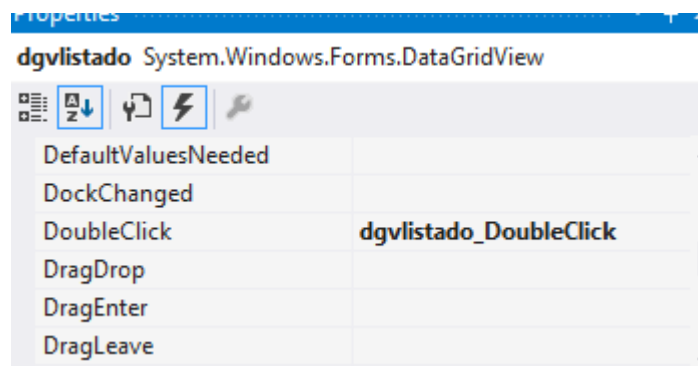 Properties
dgvlistado System.Windows.Forms.DataGridView
DefaultValuesNeeded
DockChanged
DoubleClick dgvlistado_DoubleClick
DragDrop
DragEnter
DragLeave